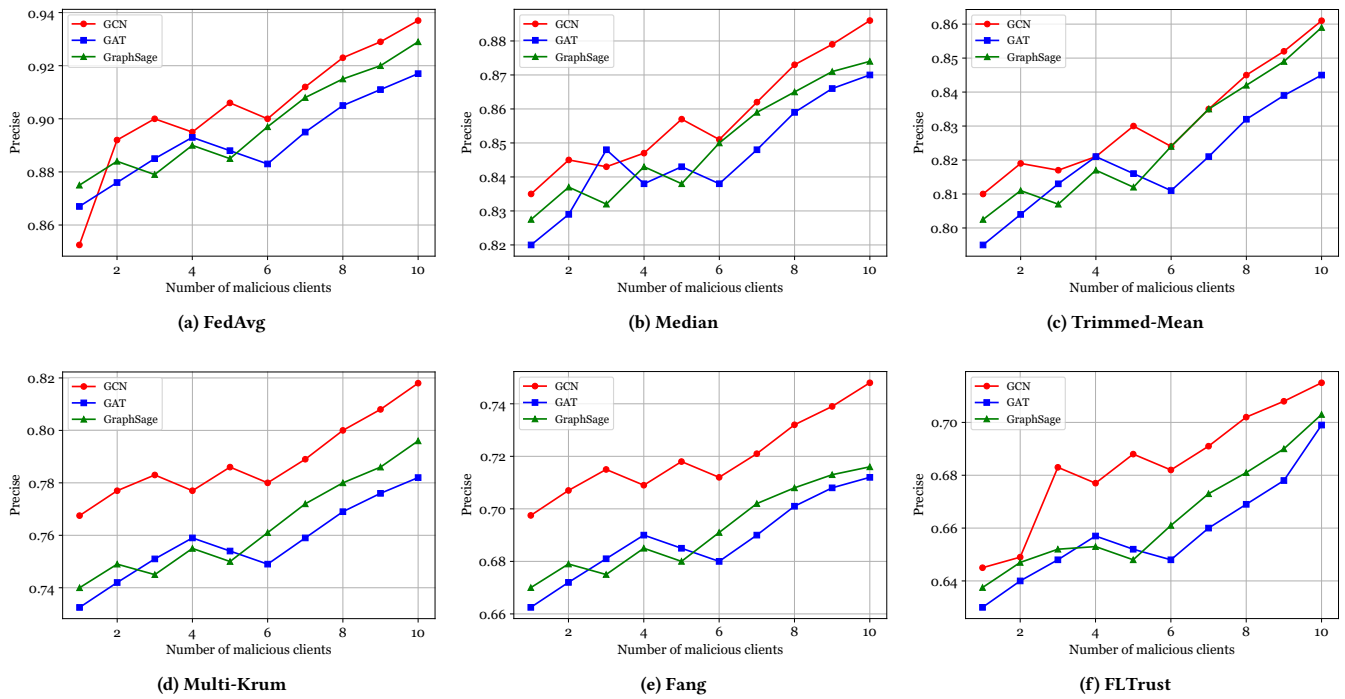 0.94
0.92
0.90
0.88
0.86
Precise
GCN
GAT
GraphSage
2 4 6 8 10
Number of malicious clients
(a) FedAvg
0.88
0.87
0.86
0.85
0.84
0.83
0.82
Precise
GCN
GAT
GraphSage
2 4 6 8 10
Number of malicious clients
(b) Median
0.86
0.85
0.84
0.83
0.82
0.81
0.80
Precise
GCN
GAT
GraphSage
2 4 6 8 10
Number of malicious clients
(c) Trimmed-Mean
0.82
0.80
0.78
0.76
0.74
Precise
GCN
GAT
GraphSage
2 4 6 8 10
Number of malicious clients
(d) Multi-Krum
0.74
0.72
0.70
0.68
0.66
Precise
GCN
GAT
GraphSage
2 4 6 8 10
Number of malicious clients
(e) Fang
0.70
0.68
0.66
0.64
Precise
GCN
GAT
GraphSage
2 4 6 8 10
Number of malicious clients
(f) FLTrust